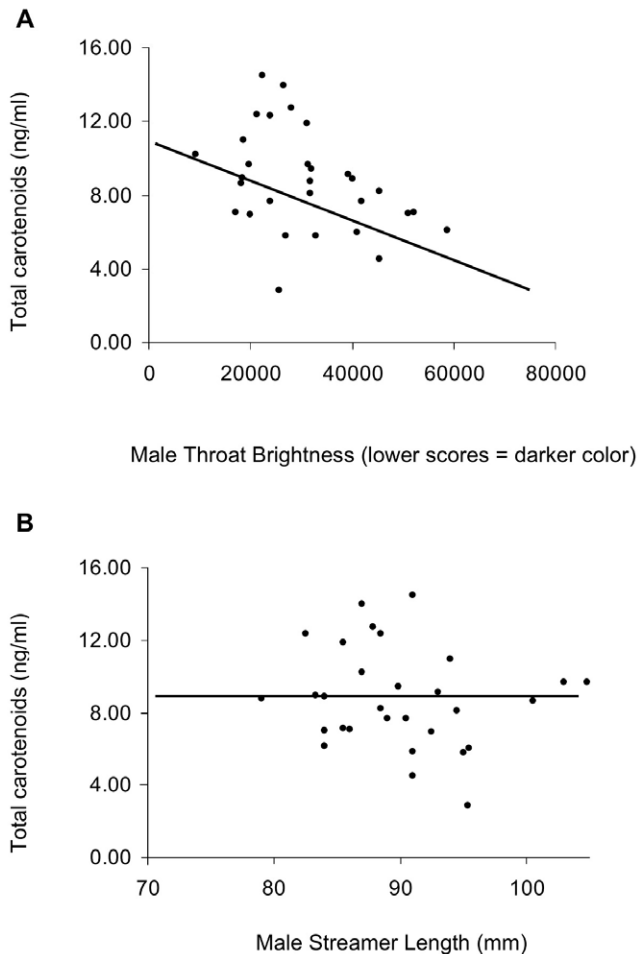 A
Total carotenoids (ng/ml)
16.00
12.00
8.00
4.00
0.00
0 20000 40000 60000 80000
Male Throat Brightness (lower scores = darker color)
B
Total carotenoids (ng/ml)
16.00
12.00
8.00
4.00
0.00
70 80 90 100
Male Streamer Length (mm)